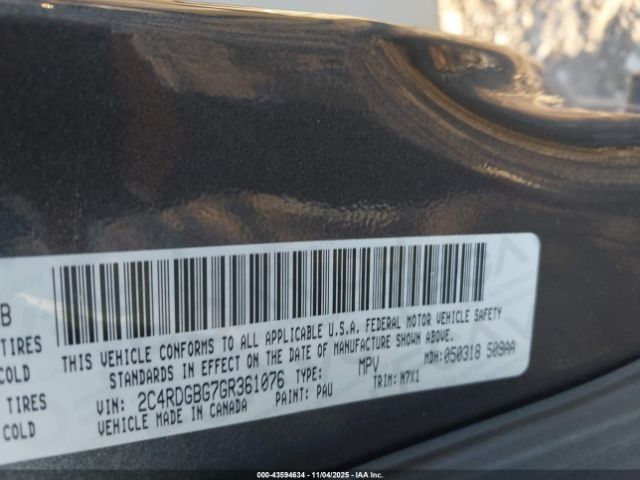 B
TIRES
COLD
COLD
THIS VEHICLE CONFORMS TO ALL APPLICABLE U.S.A. FEDERAL MOTOR VEHICLE SAFETY
STANDARDS IN EFFECT ON THE DATE OF MANUFACTURE SHOWN ABOVE.
MDH: 050318 509AA
VIN: 2C4RDGBG7GR361076 TYPE: MPV
VEHICLE MADE IN CANADA PAINT: PAU TRIM: M7X1
000-43594634 - 11/04/2025 - IAA Inc.